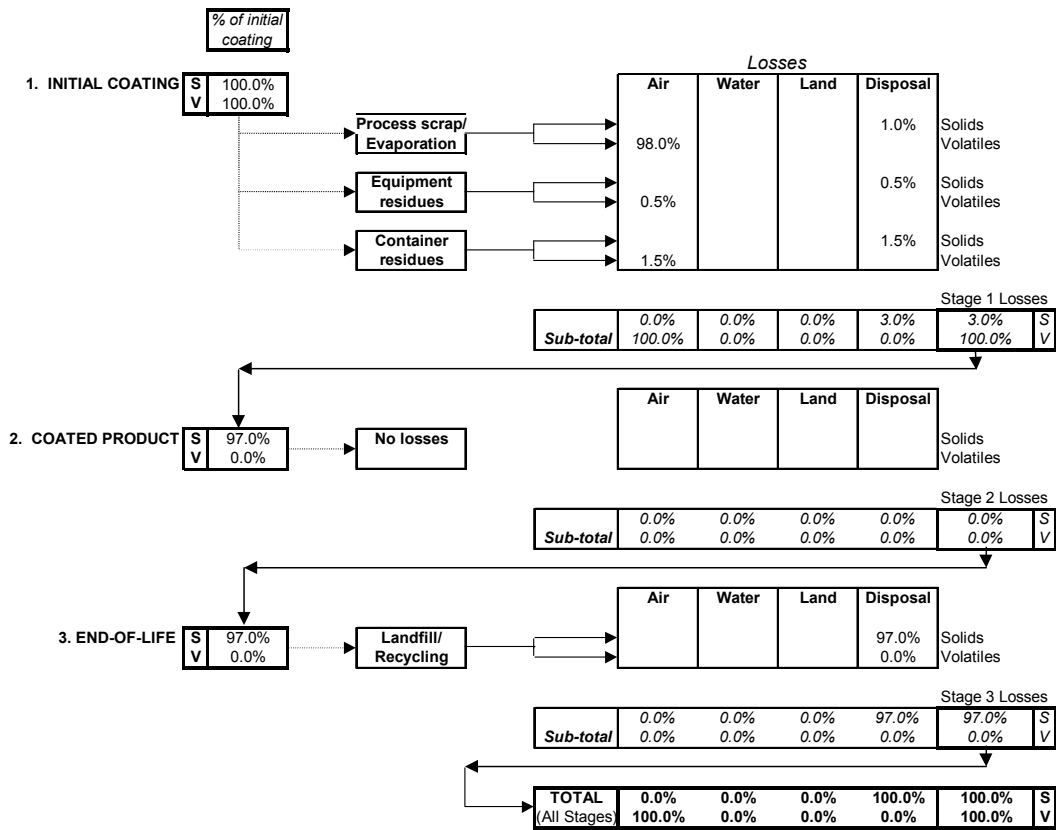 % of initial
coating
Losses
1. INITIAL COATING S 100.0% Air Water Land Disposal
V 100.0%
Process scrap/ 1.0% Solids
Evaporation 98.0% Volatiles
Equipment 0.5% Solids
residues 0.5% Volatiles
Container 1.5% Solids
residues 1.5% Volatiles
Stage 1 Losses
0.0% 0.0% 0.0% 3.0% 3.0% S
Sub-total 100.0% 0.0% 0.0% 0.0% 100.0% V
Air Water Land Disposal
2. COATED PRODUCT S 97.0% No losses Solids
V 0.0% Volatiles
Stage 2 Losses
0.0% 0.0% 0.0% 0.0% 0.0% S
Sub-total 0.0% 0.0% 0.0% 0.0% 0.0% V
Air Water Land Disposal
3. END-OF-LIFE S 97.0% Landfill/ 97.0% Solids
V 0.0% Recycling 0.0% Volatiles
Stage 3 Losses
0.0% 0.0% 0.0% 97.0% 97.0% S
Sub-total 0.0% 0.0% 0.0% 0.0% 0.0% V
TOTAL 0.0% 0.0% 0.0% 100.0% 100.0% S
(All Stages) 100.0% 0.0% 0.0% 0.0% 100.0% V